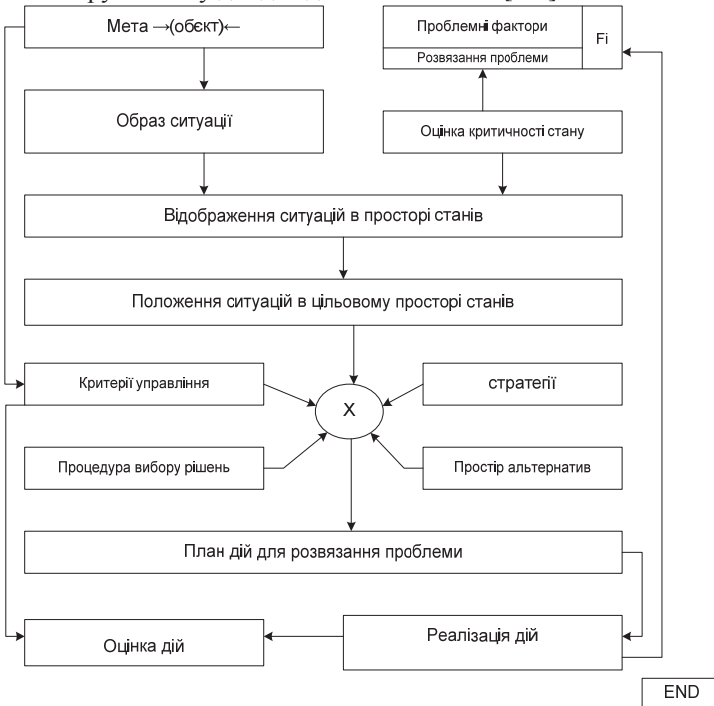 Мета →(обєкт)←
Проблемні фактори
Fi
Розвязання проблеми
Образ ситуації
Оцінка критичності стану
Відображення ситуацій в просторі станів
Положення ситуацій в цільовому просторі станів
Критерії управління
X
стратегії
Процедура вибору рішень
Простір альтернатив
План дій для розвязання проблеми
Оцінка дій
Реалізація дій
END